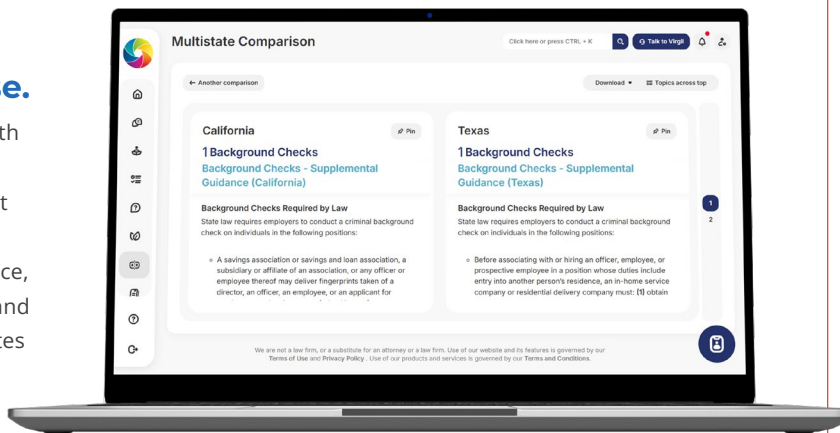 e.
th
t
ce,
and
tes
Multistate Comparison
Click here or press CTRL + K
Talk to Virgil
← Another comparison
Download ▾
Topics across top
California
Pin
1 Background Checks
Background Checks - Supplemental
Guidance (California)
Background Checks Required by Law
State law requires employers to conduct a criminal background
check on individuals in the following positions:
A savings association or savings and loan association, a
subsidiary or affiliate of an association, or any officer or
employee thereof may deliver fingerprints taken of a
director, an officer, an employee, or an applicant for
Texas
Pin
1 Background Checks
Background Checks - Supplemental
Guidance (Texas)
Background Checks Required by Law
State law requires employers to conduct a criminal background
check on individuals in the following positions:
Before associating with or hiring an officer, employee, or
prospective employee in a position whose duties include
entry into another person's residence, an in-home service
company or residential delivery company must: (1) obtain
1
2
We are not a law firm, or a substitute for an attorney or a law firm. Use of our website and its features is governed by our
Terms of Use and Privacy Policy . Use of our products and services is governed by our Terms and Conditions.